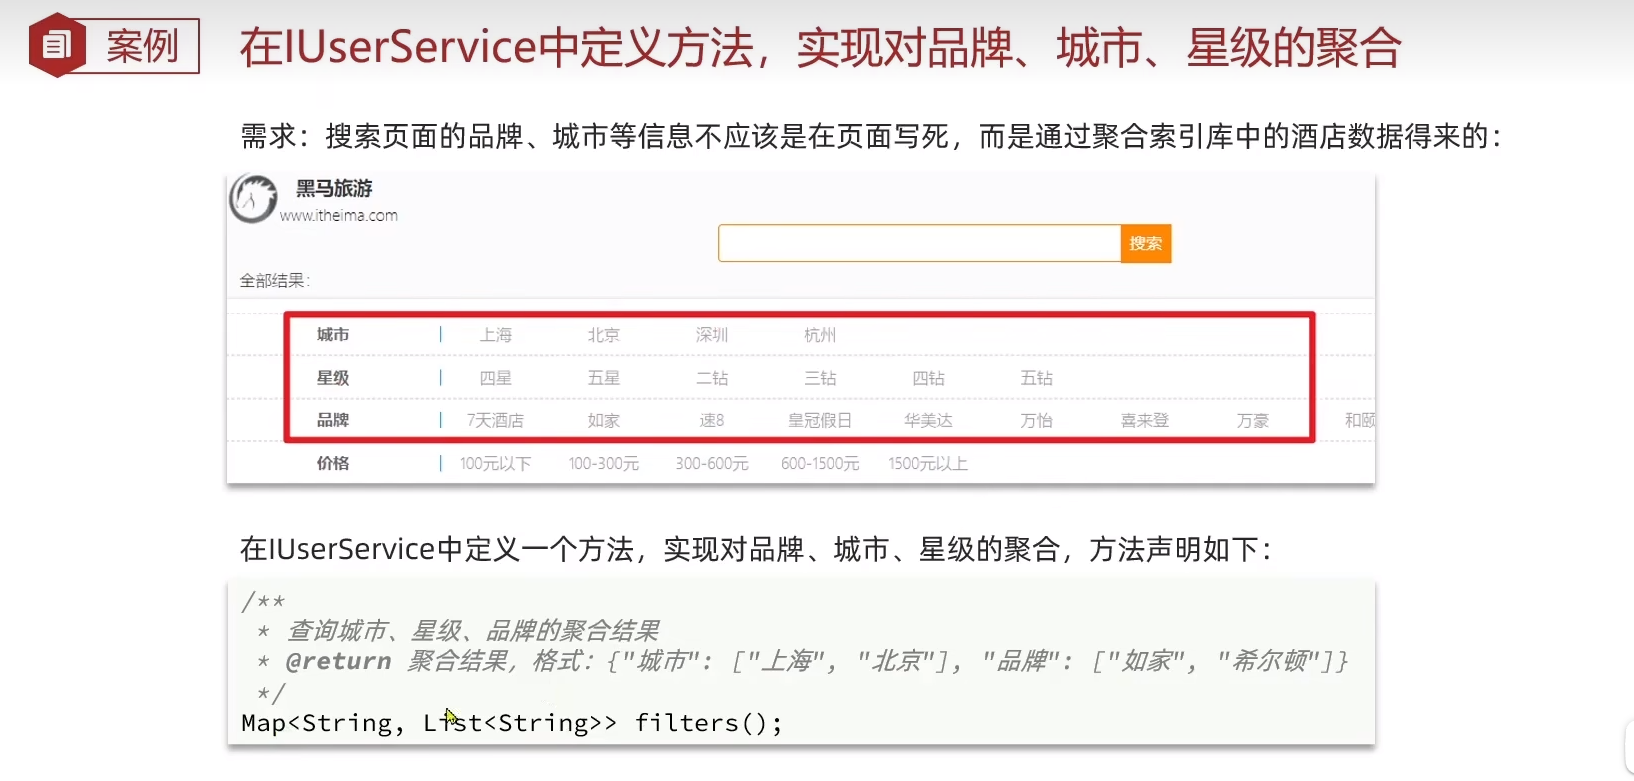 案例
在IUserService中定义方法，实现对品牌、城市、星级的聚合
需求：搜索页面的品牌、城市等信息不应该是在页面写死，而是通过聚合索引库中的酒店数据得来的：
黑马旅游
www.itheima.com
搜索
全部结果：
城市 上海 北京 深圳 杭州
星级 四星 五星 二钻 三钻 四钻 五钻
品牌 7天酒店 如家 速8 皇冠假日 华美达 万怡 喜来登 万豪 和颐
价格 100元以下 100-300元 300-600元 600-1500元 1500元以上
在IUserService中定义一个方法，实现对品牌、城市、星级的聚合，方法声明如下：
/**
* 查询城市、星级、品牌的聚合结果
* @return 聚合结果，格式：{"城市": ["上海", "北京"], "品牌": ["如家", "希尔顿"]}
*/
Map<String, List<String>> filters();